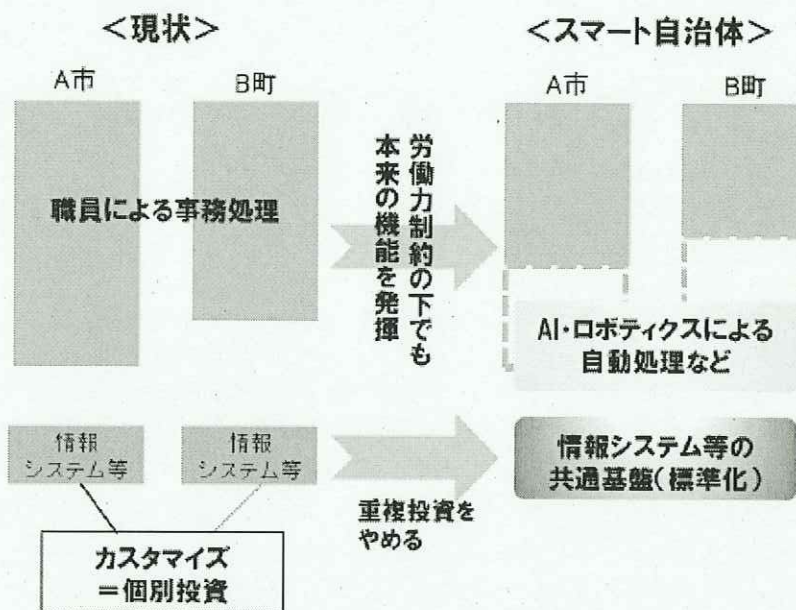 ＜現状＞
A市
B町
職員による事務処理
情報
システム等
情報
システム等
カスタマイズ
＝個別投資
労働力制約の下でも
本来の機能を発揮
重複投資を
やめる
＜スマート自治体＞
A市
B町
AI・ロボティクスによる
自動処理など
情報システム等の
共通基盤(標準化)